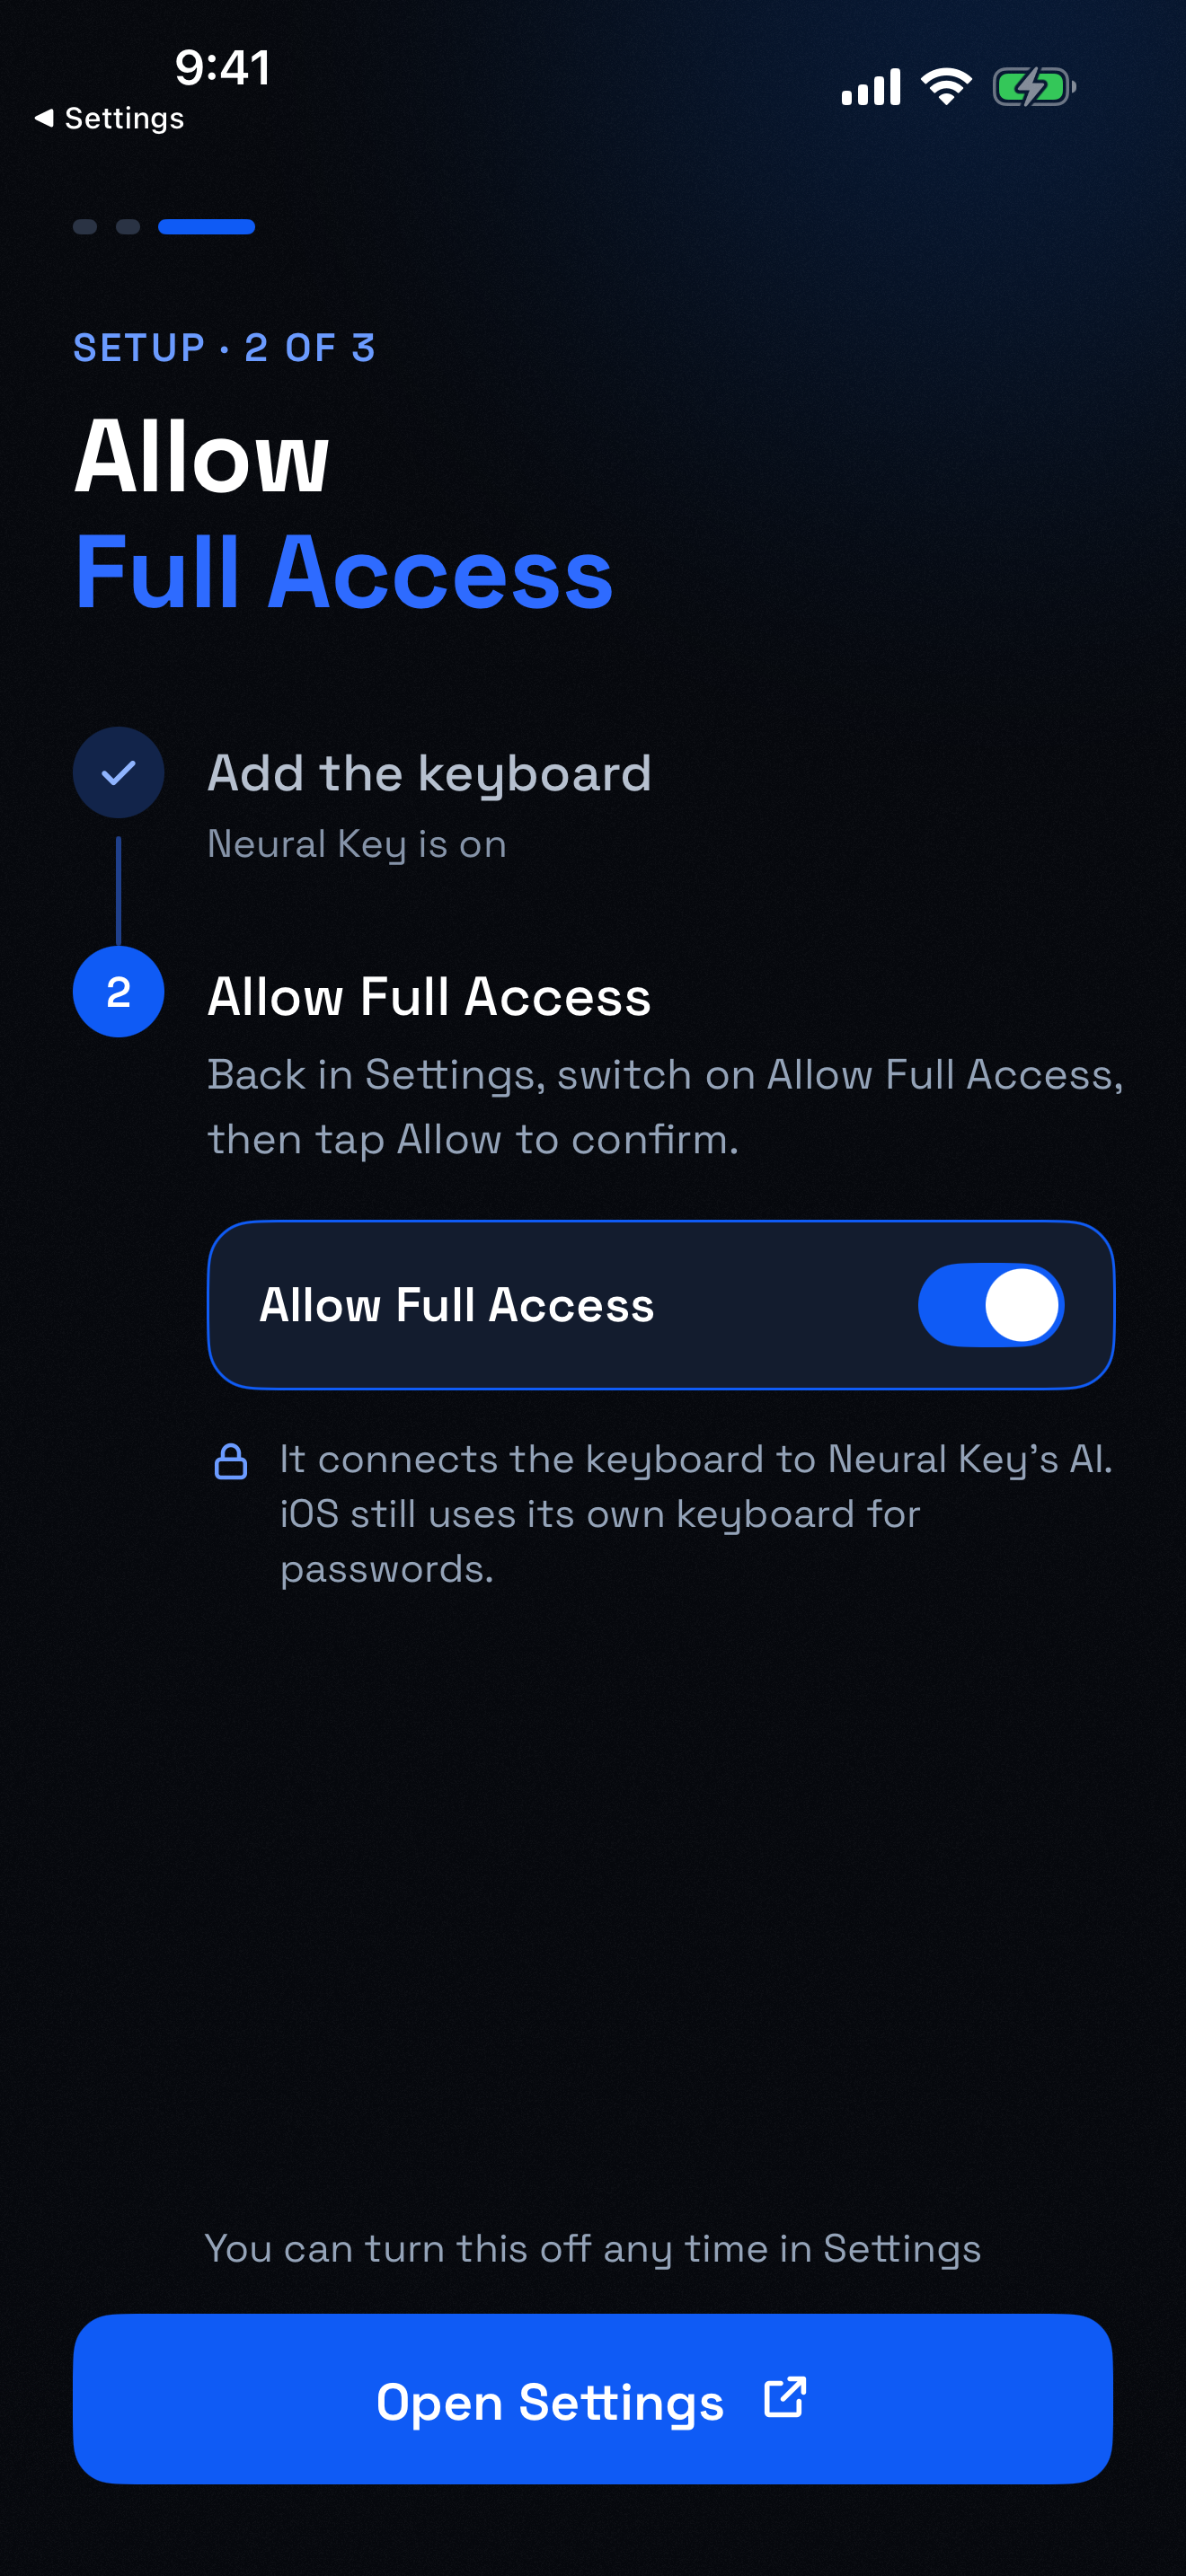 9:41
Settings
SETUP · 2 OF 3
Allow
Full Access
Add the keyboard
Neural Key is on
2
Allow Full Access
Back in Settings, switch on Allow Full Access,
then tap Allow to confirm.
Allow Full Access
It connects the keyboard to Neural Key’s AI.
iOS still uses its own keyboard for
passwords.
You can turn this off any time in Settings
Open Settings